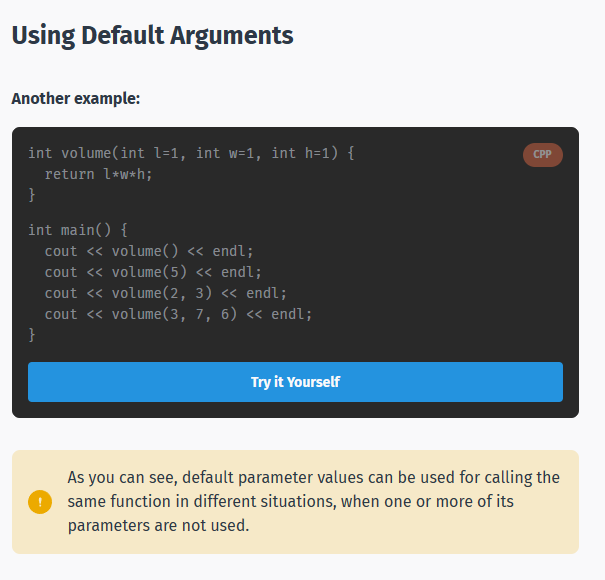 Using Default Arguments
Another example:
int volume(int l=1, int w=1, int h=1) {
CPP
  return l*w*h;
}
int main() {
  cout << volume() << endl;
  cout << volume(5) << endl;
  cout << volume(2, 3) << endl;
  cout << volume(3, 7, 6) << endl;
}
Try it Yourself
!
As you can see, default parameter values can be used for calling the
same function in different situations, when one or more of its
parameters are not used.